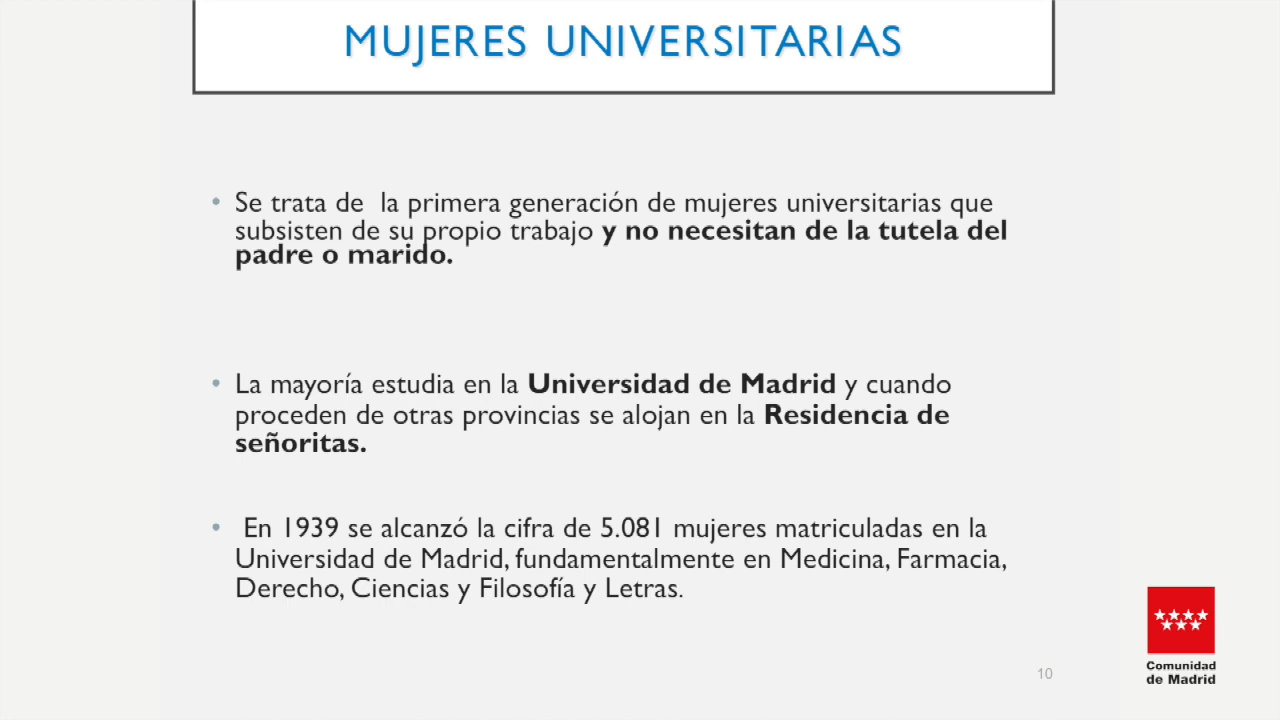 MUJERES UNIVERSITARIAS
• Se trata de la primera generación de mujeres universitarias que
subsisten de su propio trabajo y no necesitan de la tutela del
padre o marido.
• La mayoría estudia en la Universidad de Madrid y cuando
proceden de otras provincias se alojan en la Residencia de
señoritas.
• En 1939 se alcanzó la cifra de 5.081 mujeres matriculadas en la
Universidad de Madrid, fundamentalmente en Medicina, Farmacia,
Derecho, Ciencias y Filosofía y Letras.
10
Comunidad
de Madrid